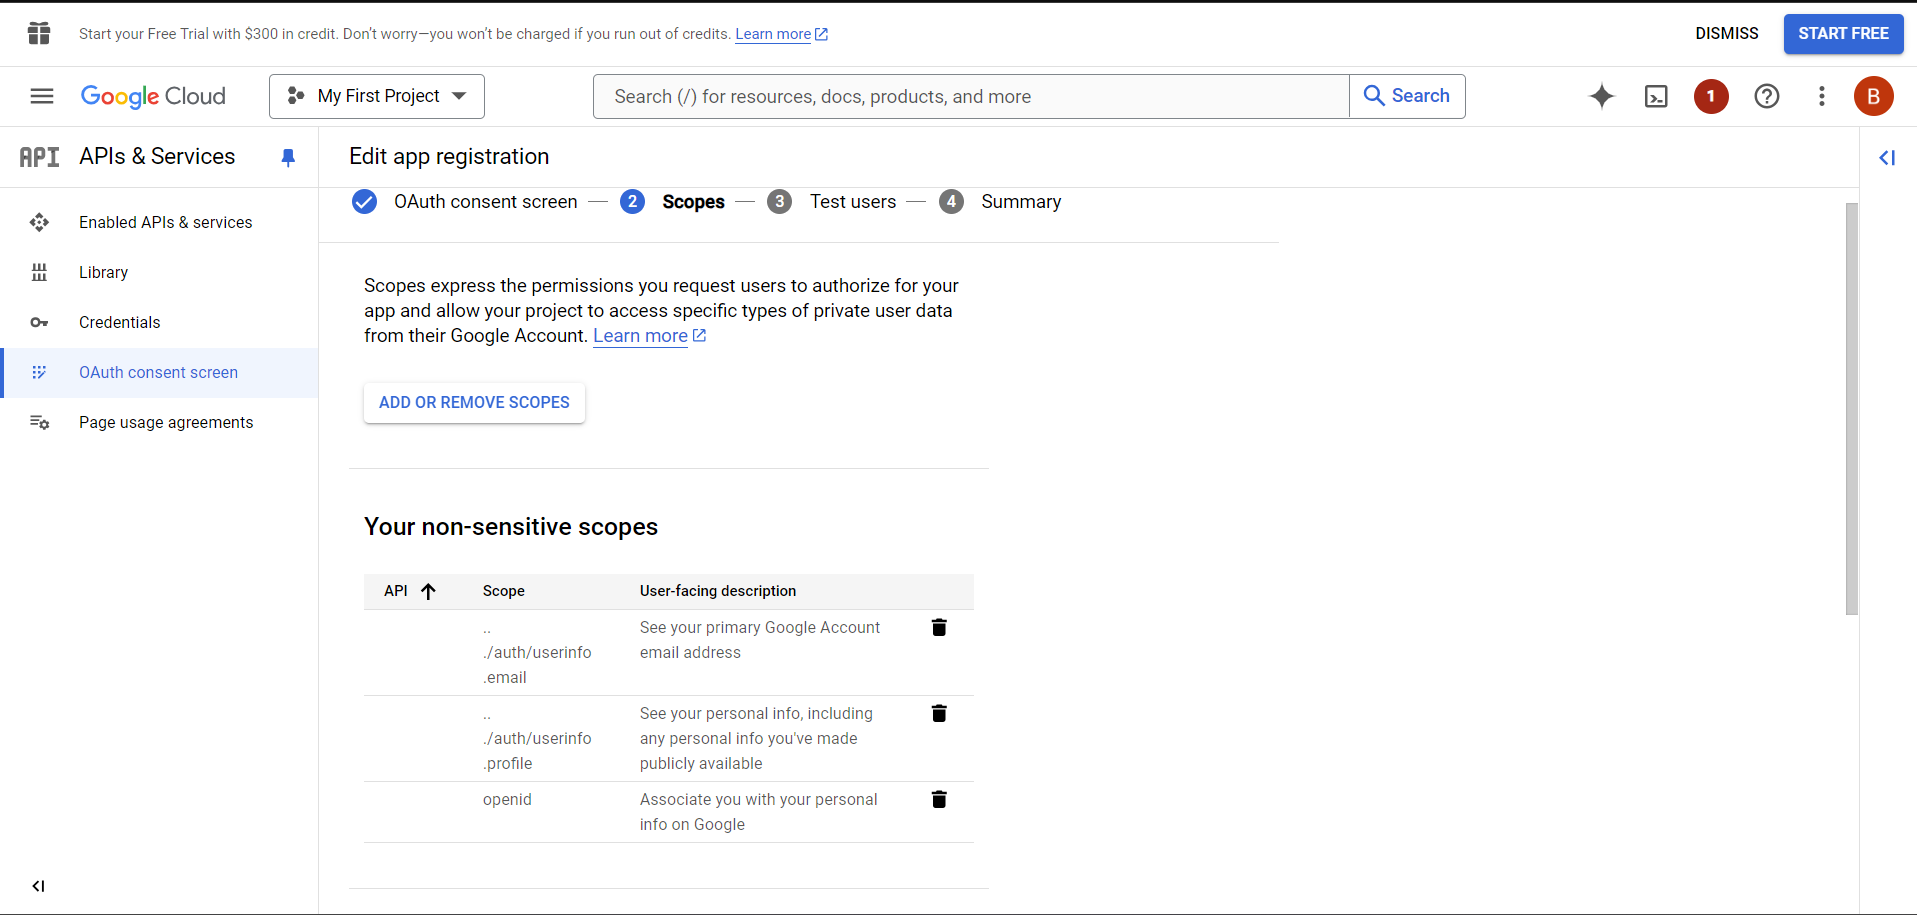 Start your Free Trial with $300 in credit. Don't worry—you won't be charged if you run out of credits. Learn more
DISMISS
START FREE
Google Cloud
My First Project
Search (/) for resources, docs, products, and more
Search
1
B
API
APIs & Services
Edit app registration
Enabled APIs & services
Library
Credentials
OAuth consent screen
Page usage agreements
OAuth consent screen
2 Scopes
3 Test users
4 Summary
Scopes express the permissions you request users to authorize for your
app and allow your project to access specific types of private user data
from their Google Account. Learn more
ADD OR REMOVE SCOPES
Your non-sensitive scopes
API Scope User-facing description
..
./auth/userinfo
.email
See your primary Google Account
email address
..
./auth/userinfo
.profile
See your personal info, including
any personal info you've made
publicly available
openid
Associate you with your personal
info on Google